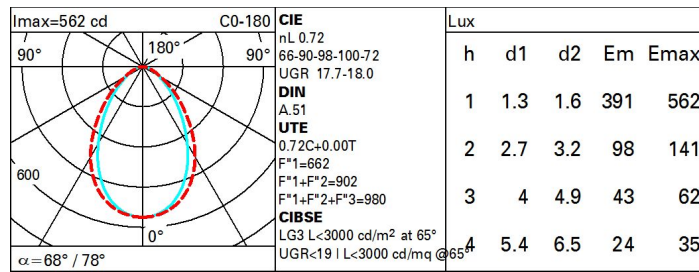 Imax=562 cd C0-180
90° 180° 90°
600
0°
α=68° / 78°
CIE
nL 0.72
66-90-98-100-72
UGR 17.7-18.0
DIN
A.51
UTE
0.72C+0.00T
F"1=662
F"1+F"2=902
F"1+F"2+F"3=980
CIBSE
LG3 L<3000 cd/m² at 65°
UGR<19 | L<3000 cd/mq @65°
Lux
h d1 d2 Em Emax
1 1.3 1.6 391 562
2 2.7 3.2 98 141
3 4 4.9 43 62
4 5.4 6.5 24 35